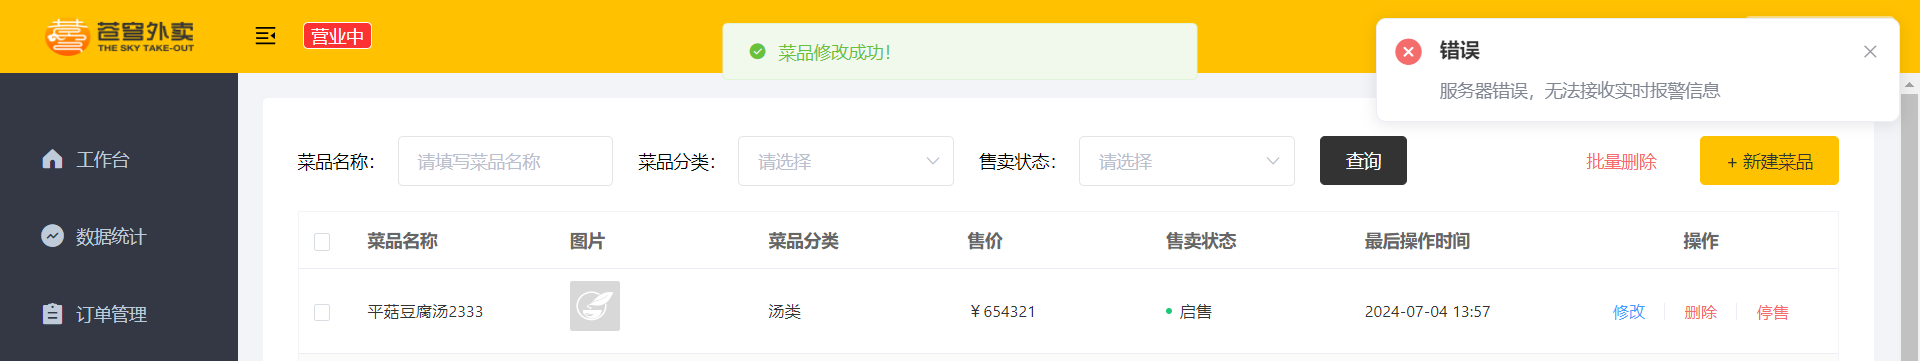 苍穹外卖
THE SKY TAKE-OUT
营业中
菜品修改成功！
错误
服务器错误，无法接收实时报警信息
工作台
数据统计
订单管理
菜品名称： 请填写菜品名称 菜品分类： 请选择 售卖状态： 请选择 查询 批量删除 + 新建菜品
菜品名称 图片 菜品分类 售价 售卖状态 最后操作时间 操作
平菇豆腐汤2333 汤类 ￥654321 启售 2024-07-04 13:57 修改 删除 停售